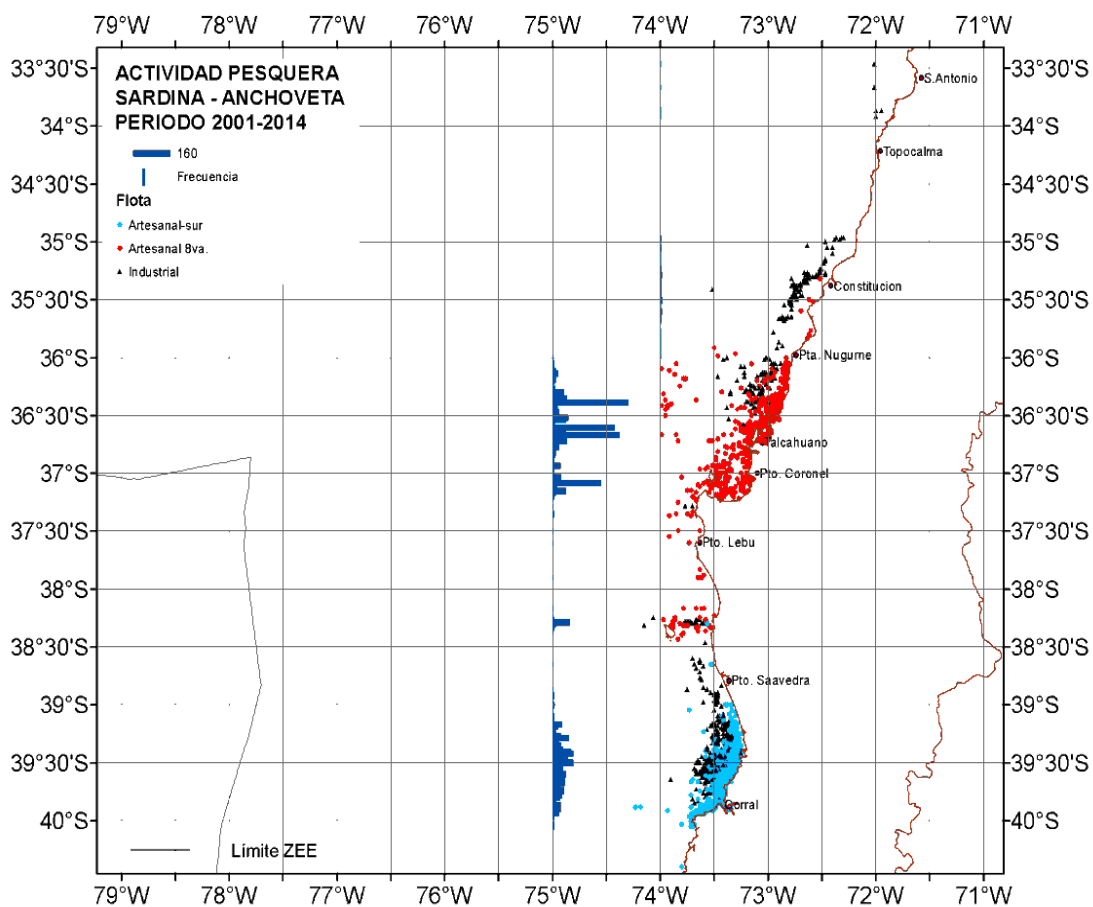 79°W 78°W 77°W 76°W 75°W 74°W 73°W 72°W 71°W
33°30'S 33°30'S
ACTIVIDAD PESQUERA
SARDINA - ANCHOVETA
PERIODO 2001-2014
S.Antonio
34°S 34°S
160
Topocalma
Frecuencia
34°30'S 34°30'S
Flota
Artesanal-sur
35°S 35°S
Artesanal 8va.
Industrial
Constitucion
35°30'S 35°30'S
36°S Pta. Nugurne 36°S
36°30'S 36°30'S
Talcahuano
37°S Pto. Coronel 37°S
37°30'S 37°30'S
Pto. Lebu
38°S 38°S
38°30'S 38°30'S
Pto. Saavedra
39°S 39°S
39°30'S 39°30'S
Corral
40°S 40°S
Límite ZEE
79°W 78°W 77°W 76°W 75°W 74°W 73°W 72°W 71°W